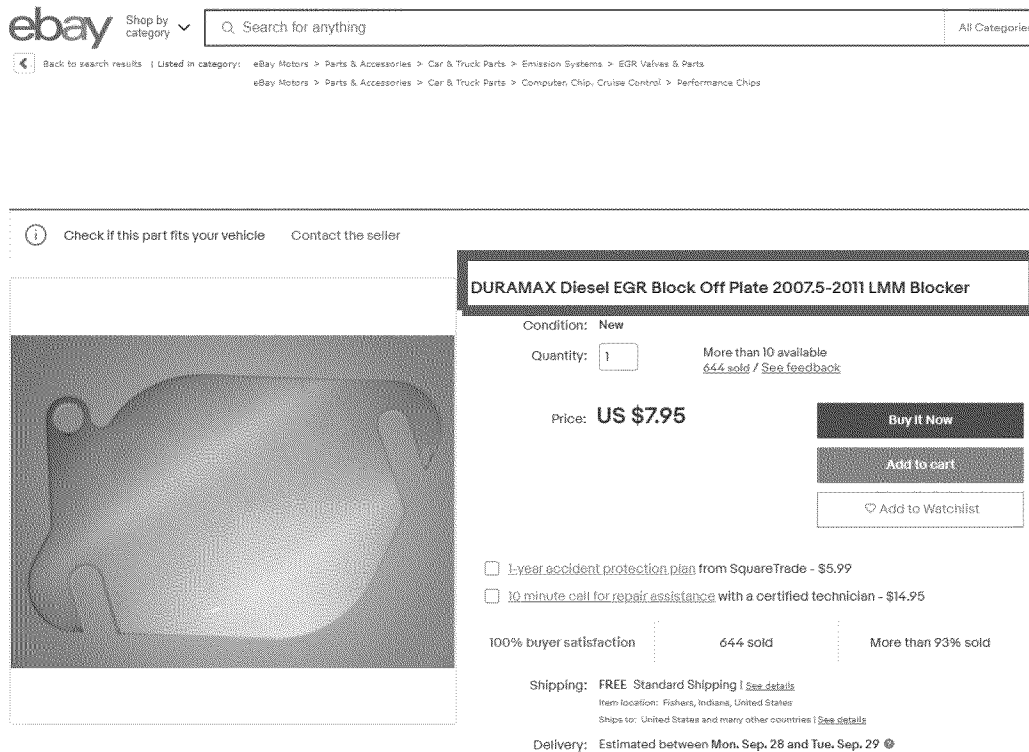 ebay
Shop by
category
Search for anything
All Categories
Back to search results | Listed in category: eBay Motors > Parts & Accessories > Car & Truck Parts > Emission Systems > EGR Valves & Parts
eBay Motors > Parts & Accessories > Car & Truck Parts > Computer, Chip, Cruise Control > Performance Chips
Check if this part fits your vehicle Contact the seller
DURAMAX Diesel EGR Block Off Plate 2007.5-2011 LMM Blocker
Condition: New
Quantity: 1
More than 10 available
644 sold / See feedback
Price: US $7.95
Buy It Now
Add to cart
Add to Watchlist
1-year accident protection plan from SquareTrade - $5.99
10 minute call for repair assistance with a certified technician - $14.95
100% buyer satisfaction 644 sold More than 93% sold
Shipping: FREE Standard Shipping | See details
Item location: Fishers, Indiana, United States
Ships to: United States and many other countries | See details
Delivery: Estimated between Mon. Sep. 28 and Tue. Sep. 29